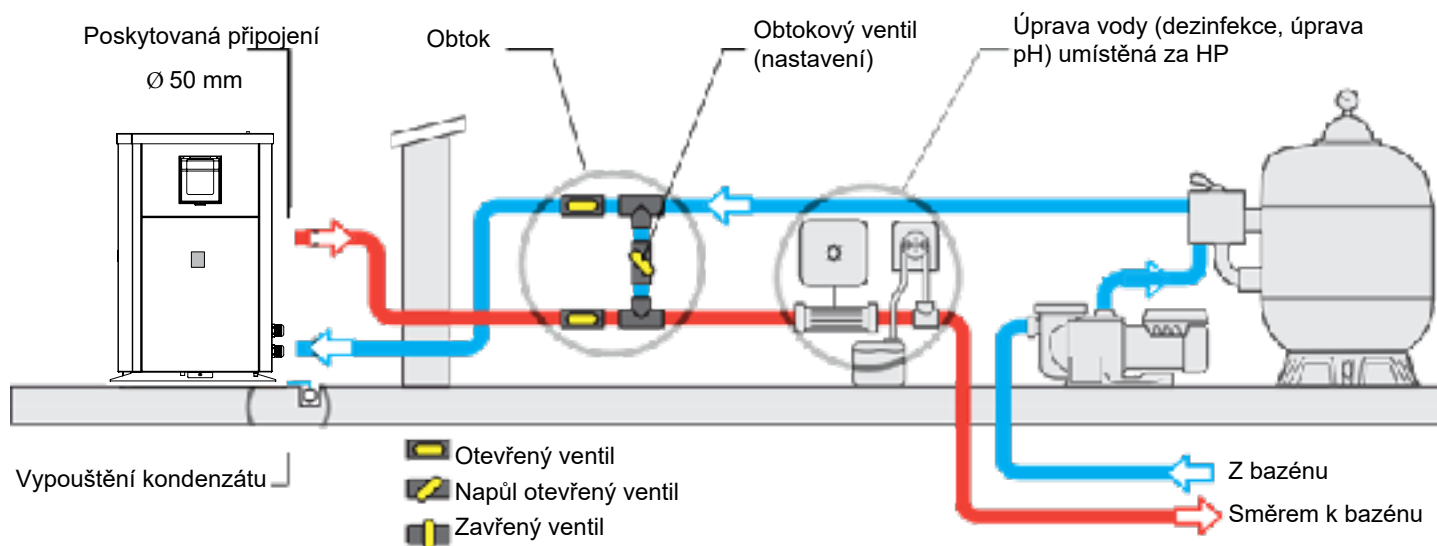 Poskytovaná připojení
Ø 50 mm
Obtok
Obtokový ventil
(nastavení)
Úprava vody (dezinfekce, úprava
pH) umístěná za HP
Vypouštění kondenzátu
Otevřený ventil
Napůl otevřený ventil
Zavřený ventil
Z bazénu
Směrem k bazénu